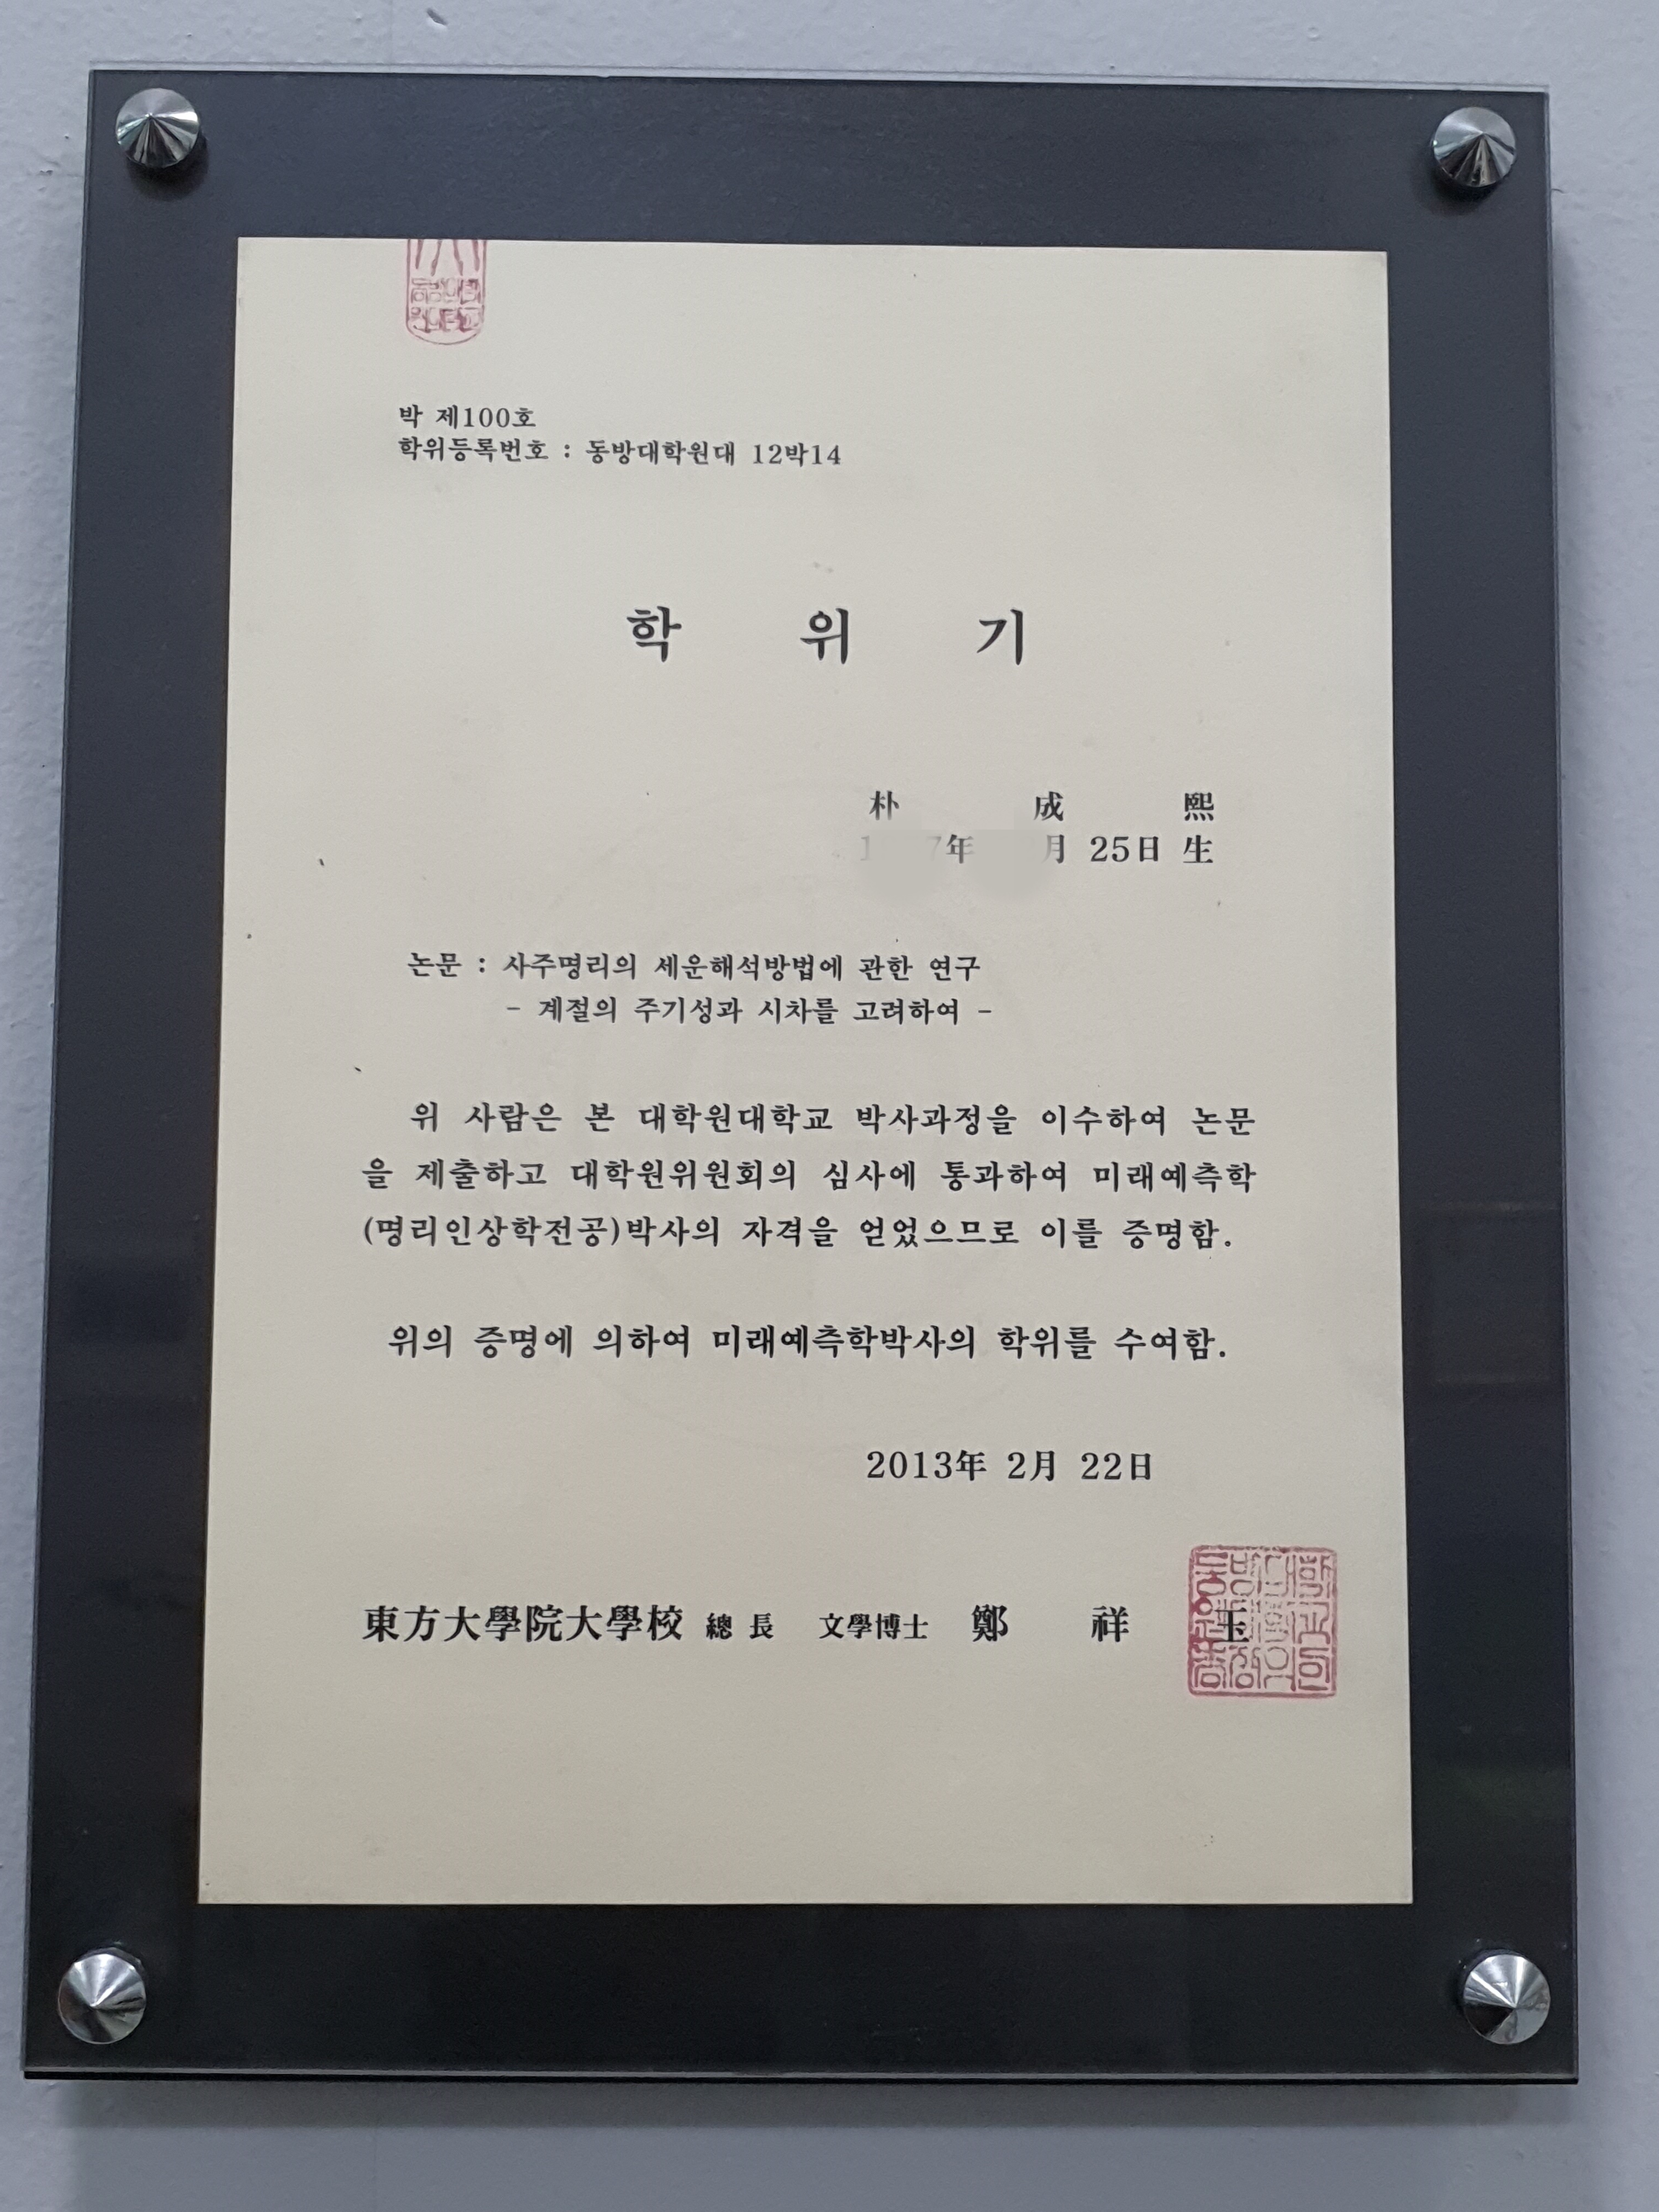 박 제100호
학위등록번호 : 동방대학원대 12박14
학 위 기
朴 成 熙
年 月 25日 生
논문 : 사주명리의 세운해석방법에 관한 연구
- 계절의 주기성과 시차를 고려하여 -
위 사람은 본 대학원대학교 박사과정을 이수하여 논문
을 제출하고 대학원위원회의 심사에 통과하여 미래예측학
(명리인상학전공)박사의 자격을 얻었으므로 이를 증명함.
위의 증명에 의하여 미래예측학박사의 학위를 수여함.
2013年 2月 22日
東方大學院大學校 總 長 文學博士 鄭 祥 玉